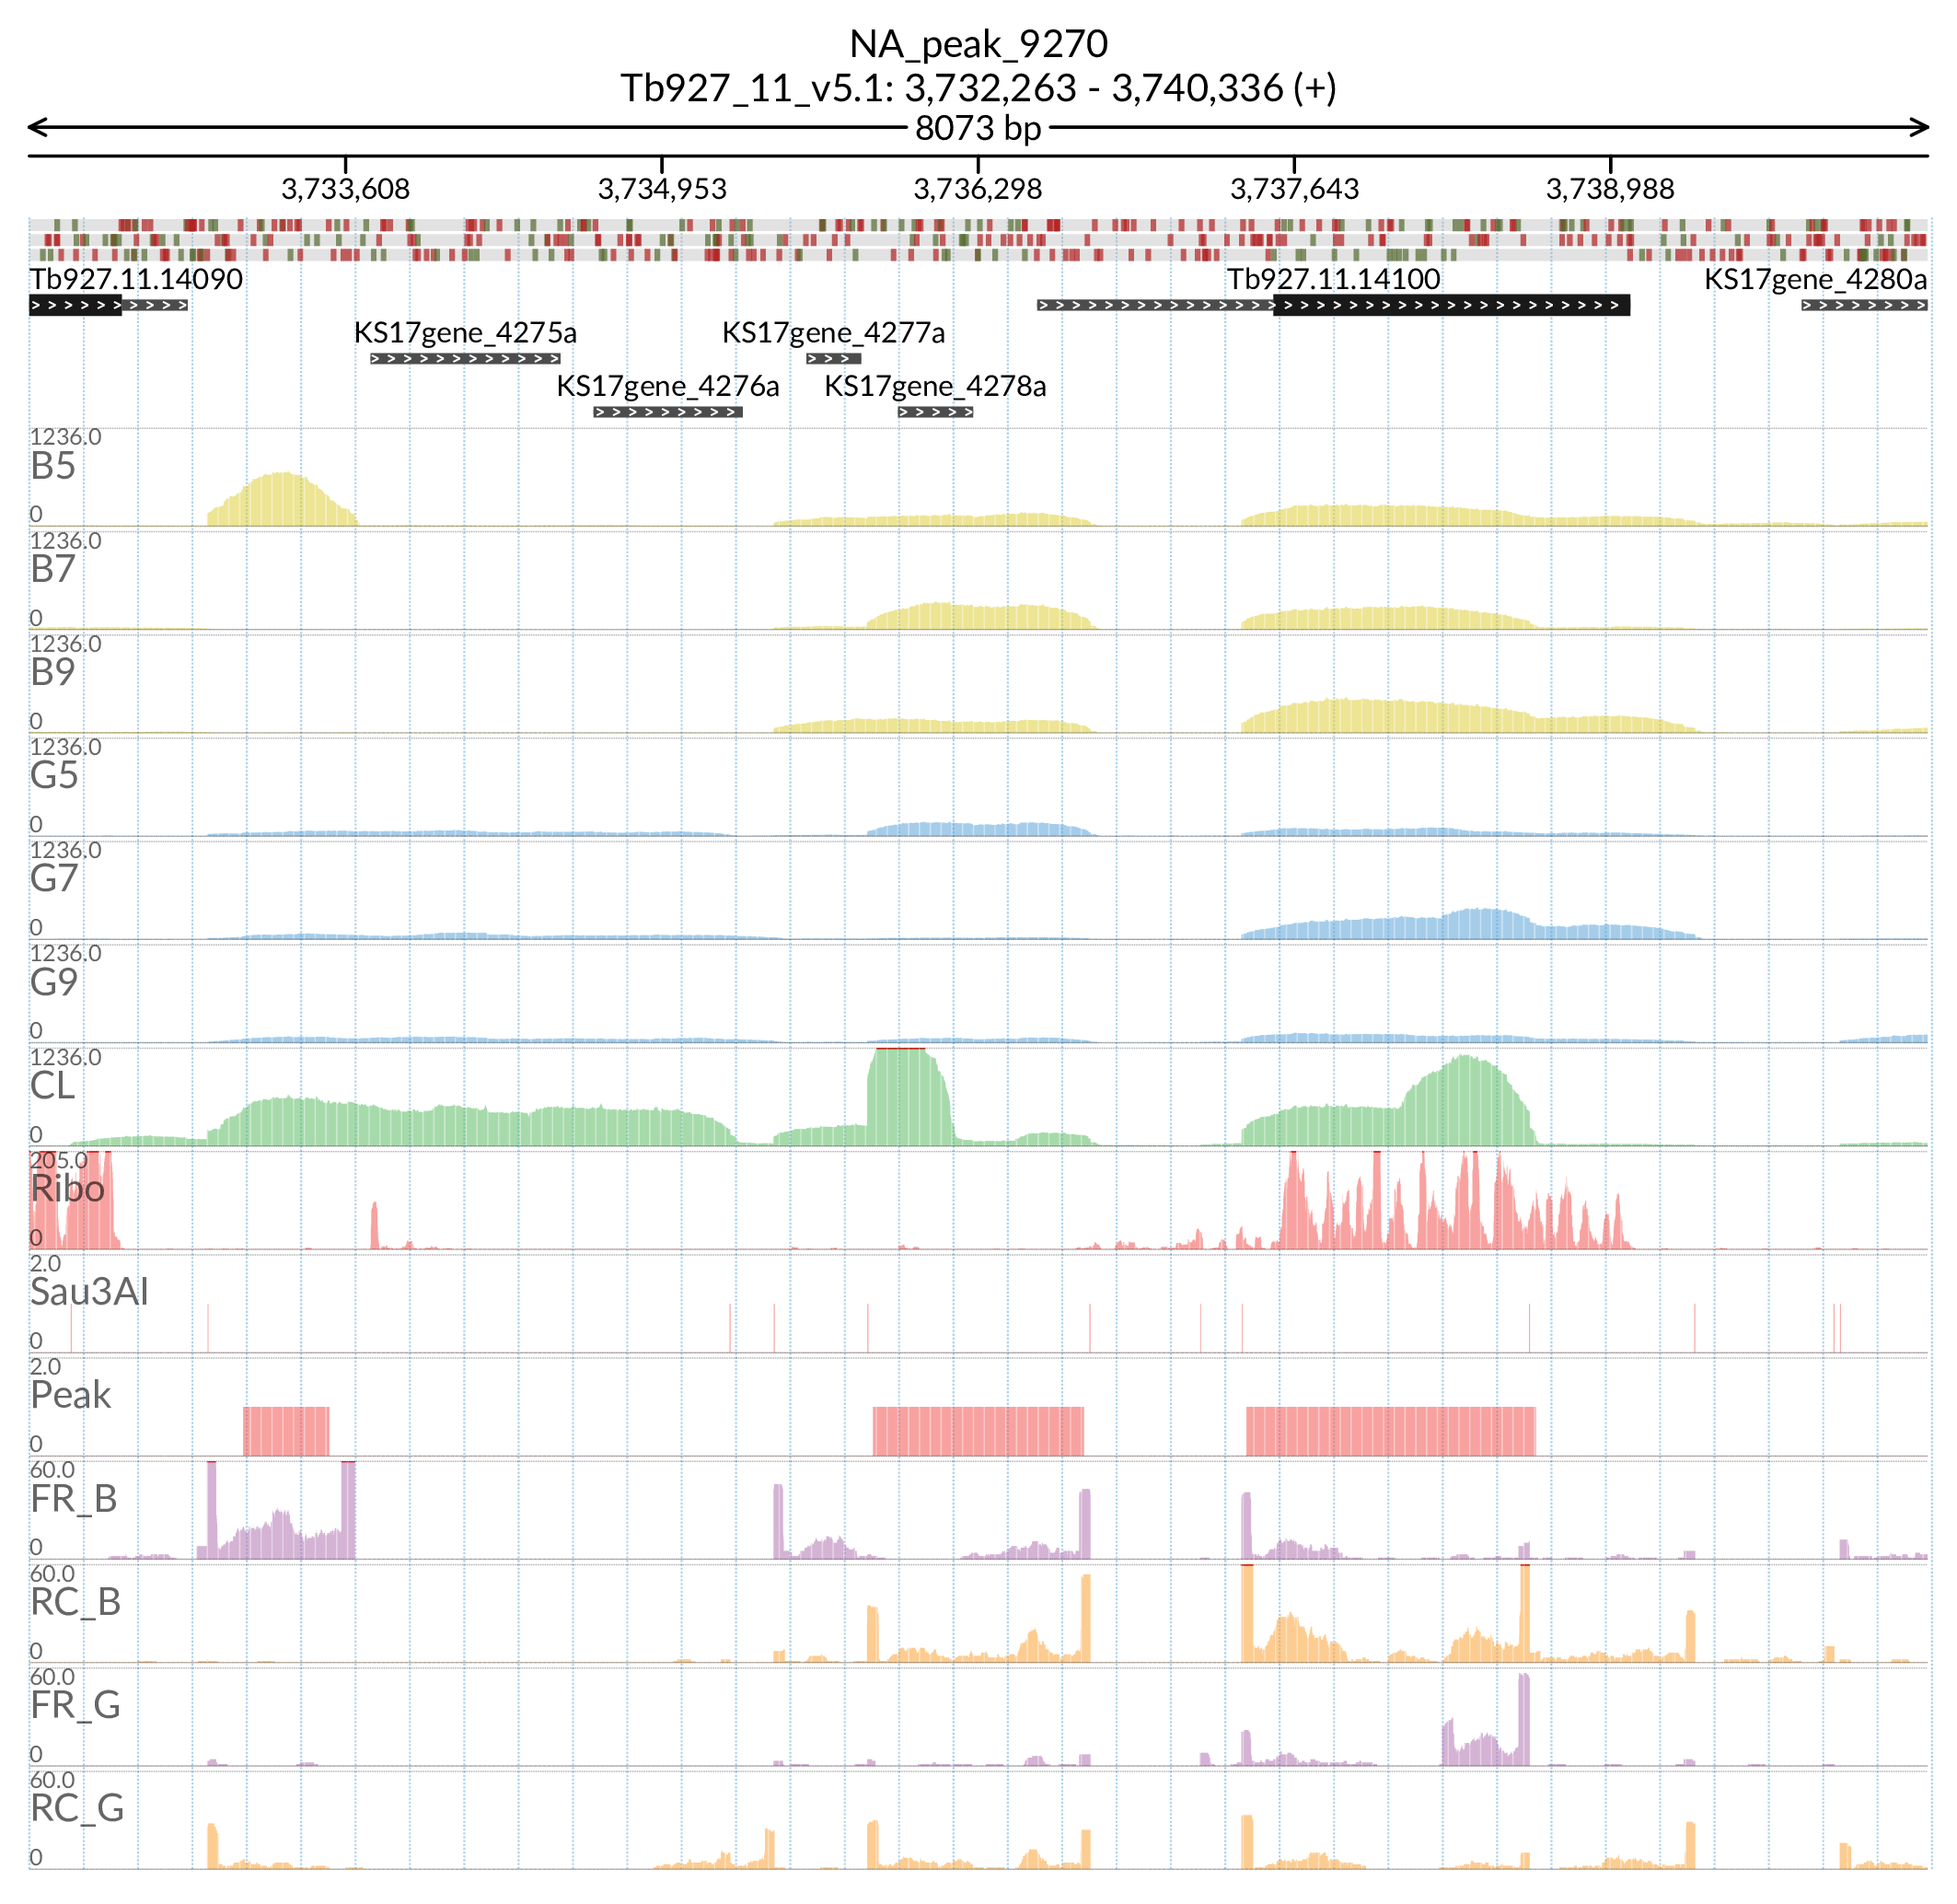 NA_peak_9270
Tb927_11_v5.1: 3,732,263 - 3,740,336 (+)
8073 bp
3,733,608 3,734,953 3,736,298 3,737,643 3,738,988
Tb927.11.14090 Tb927.11.14100 KS17gene_4280a
KS17gene_4275a KS17gene_4277a
KS17gene_4276a KS17gene_4278a
1236.0
B5
0
1236.0
B7
0
1236.0
B9
0
1236.0
G5
0
1236.0
G7
0
1236.0
G9
0
1236.0
CL
0
205.0
Ribo
0
2.0
Sau3AI
0
2.0
Peak
0
60.0
FR_B
0
60.0
RC_B
0
60.0
FR_G
0
60.0
RC_G
0